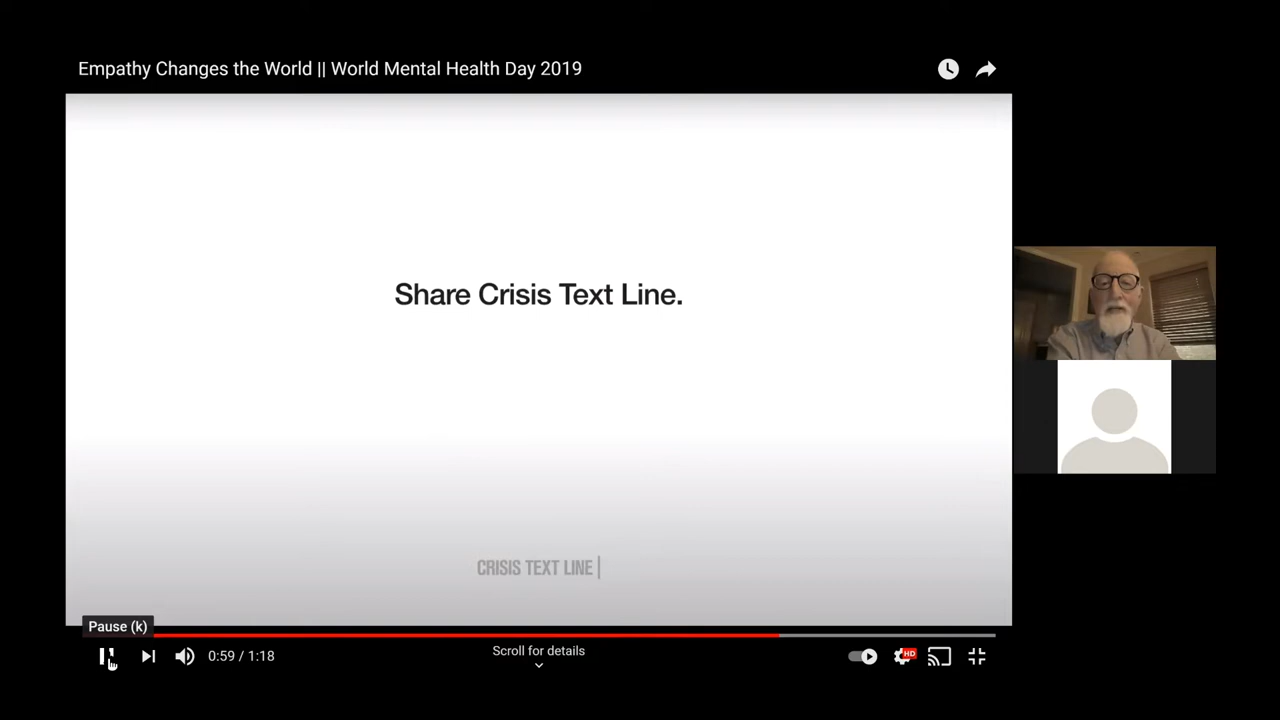 Empathy Changes the World || World Mental Health Day 2019
Share Crisis Text Line.
CRISIS TEXT LINE |
Pause (k)
0:59 / 1:18
Scroll for details
HD